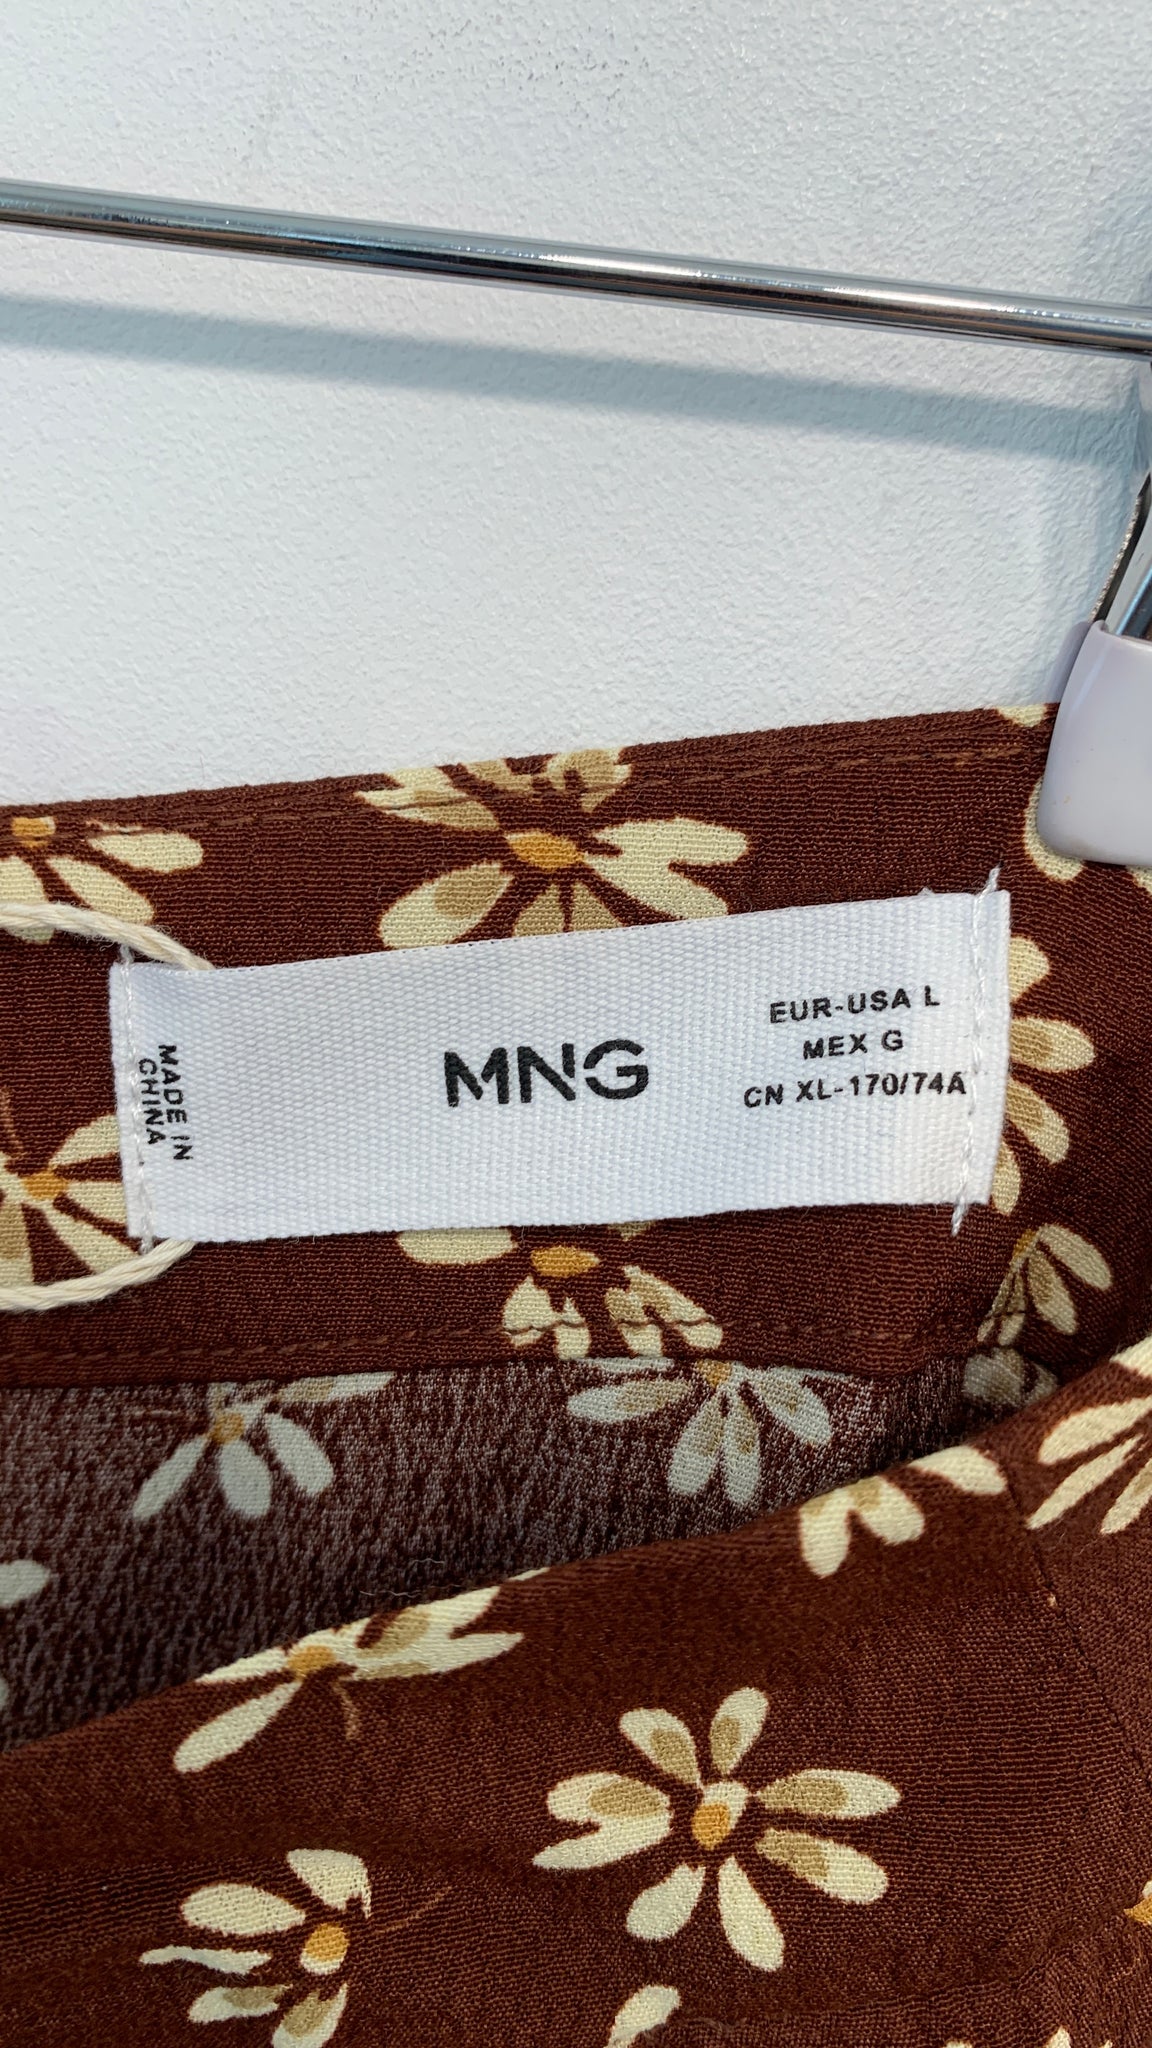 MADE IN
CHINA
MNG
EUR-USA L
MEX G
CN XL-170/74A